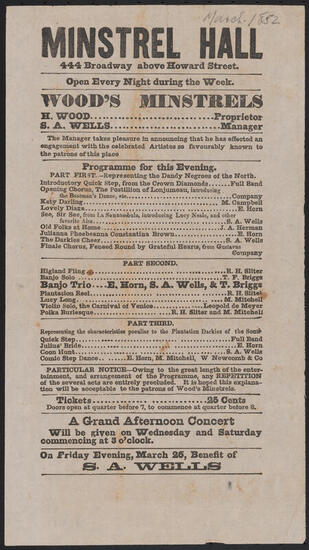 March 1852
MINSTREL HALL
444 Broadway above Howard Street.
Open Every Night during the Week.
WOOD'S MINSTRELS
H. WOOD Proprietor
S. A. WELLS Manager
The Manager takes pleasure in announcing that he has effected an
engagement with the celebrated Artistes so favourably known to
the patrons of this place
Programme for this Evening.
PART FIRST.—Representing the Dandy Negroes of the North.
Introductory Quick Step, from the Crown Diamonds Full Band
Opening Chorus, The Postillion of Lonjumeau, introducing
the Boatman's Dance, etc. Company
Katy Darling M. Campbell
Lovely Diana E. Horn
See, Sir See, from La Sonnambula, introducing Lucy Neale, and other
favorite Airs S. A. Wells
Old Folks at Home J. A. Herman
Julianna Phoebeanna Constantina Brown E. Horn
The Darkies Cheer S. A. Wells
Finale Chorus, Fenced Round by Grateful Hearts, from Gustavus
Company
PART SECOND.
Higland Fling R. H. Sliter
Banjo Solo T. F. Briggs
Banjo Trio E. Horn, S. A. Wells, & T. Briggs
Plantation Reel R. H. Sliter
Lucy Long M. Mitchell
Violin Solo, the Carnival of Venice Leopold de Meyer
Polka Burlesque R. H. Sliter and M. Mitchell
PART THIRD.
Representing the characteristics peculiar to the Plantation Darkies of the South
Quick Step Full Band
Julius' Bride E. Horn
Coon Hunt S. A. Wells
Comic Step Dance E. Horn, M. Mitchell, W Newcomb & Co
PARTICULAR NOTICE—Owing to the great length of the enter-
tainment, and arrangement of the Programme, any REPETITION
of the several acts are entirely precluded. It is hoped this expla-
nation will be acceptable to the patrons of Wood's Minstrels.
Tickets 25 Cents
Doors open at quarter before 7, to commence at quarter before 8.
A Grand Afternoon Concert
Will be given on Wednesday and Saturday
commencing at 3 o'clock.
On Friday Evening, March 26, Benefit of
S. A. WELLS